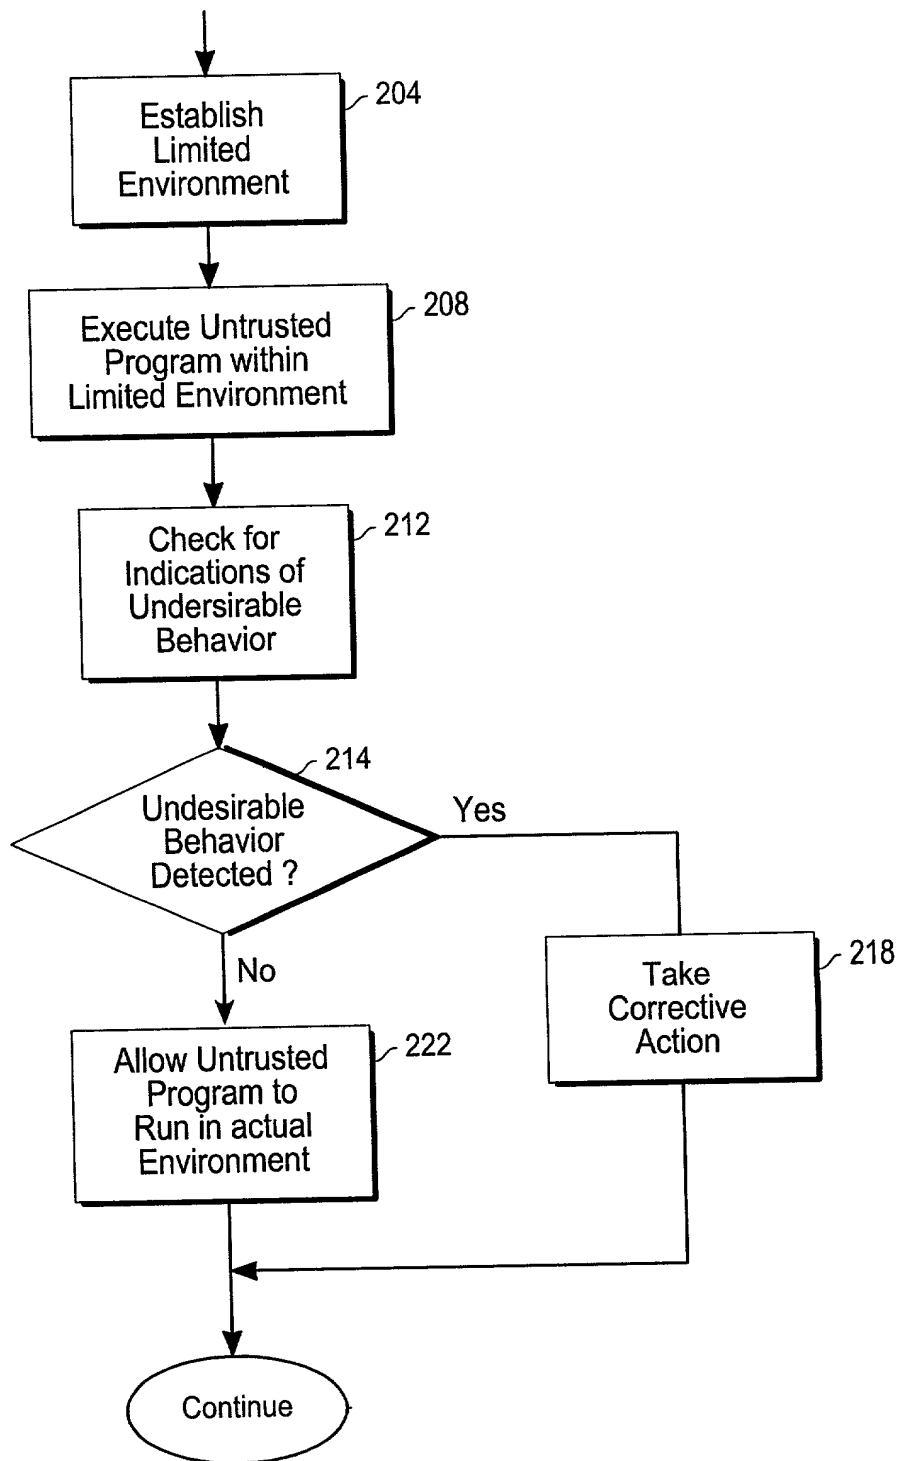 204
Establish
Limited
Environment
208
Execute Untrusted
Program within
Limited Environment
212
Check for
Indications of
Undersirable
Behavior
214
Undesirable
Behavior
Detected ?
Yes
No
218
Take
Corrective
Action
222
Allow Untrusted
Program to
Run in actual
Environment
Continue